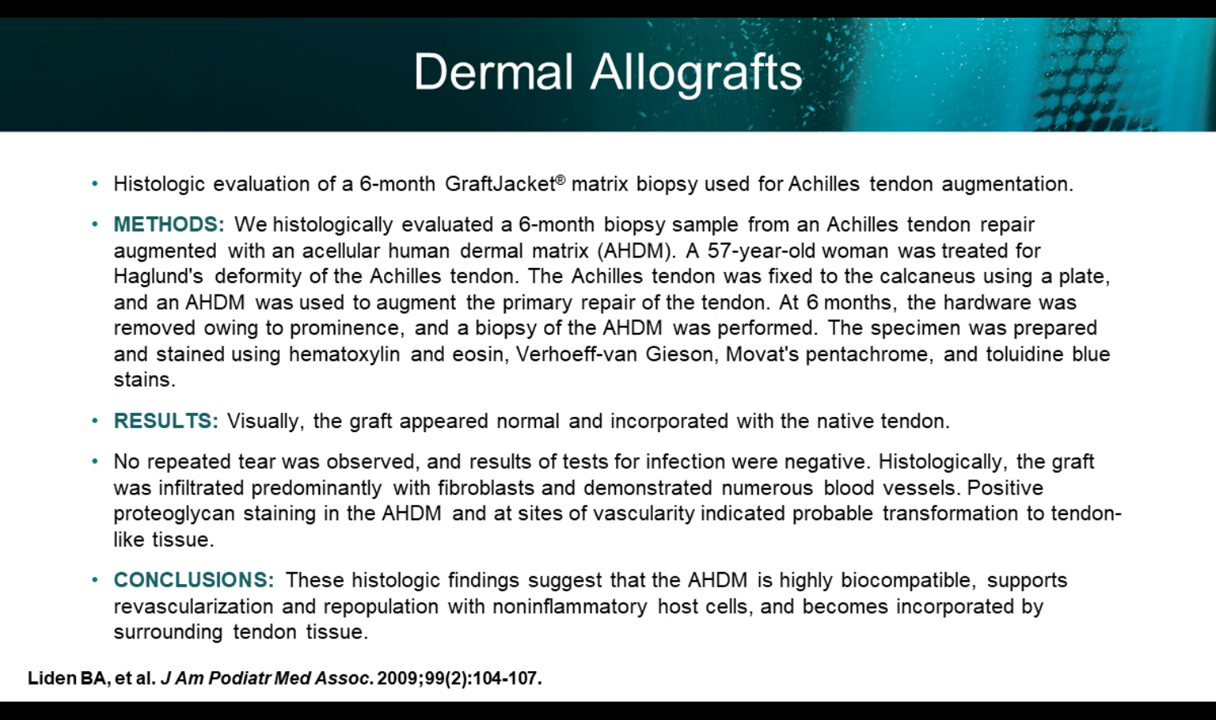 Dermal Allografts
• Histologic evaluation of a 6-month GraftJacket® matrix biopsy used for Achilles tendon augmentation.
• METHODS: We histologically evaluated a 6-month biopsy sample from an Achilles tendon repair
augmented with an acellular human dermal matrix (AHDM). A 57-year-old woman was treated for
Haglund's deformity of the Achilles tendon. The Achilles tendon was fixed to the calcaneus using a plate,
and an AHDM was used to augment the primary repair of the tendon. At 6 months, the hardware was
removed owing to prominence, and a biopsy of the AHDM was performed. The specimen was prepared
and stained using hematoxylin and eosin, Verhoeff-van Gieson, Movat's pentachrome, and toluidine blue
stains.
• RESULTS: Visually, the graft appeared normal and incorporated with the native tendon.
• No repeated tear was observed, and results of tests for infection were negative. Histologically, the graft
was infiltrated predominantly with fibroblasts and demonstrated numerous blood vessels. Positive
proteoglycan staining in the AHDM and at sites of vascularity indicated probable transformation to tendon-
like tissue.
• CONCLUSIONS: These histologic findings suggest that the AHDM is highly biocompatible, supports
revascularization and repopulation with noninflammatory host cells, and becomes incorporated by
surrounding tendon tissue.
Liden BA, et al. J Am Podiatr Med Assoc. 2009;99(2):104-107.